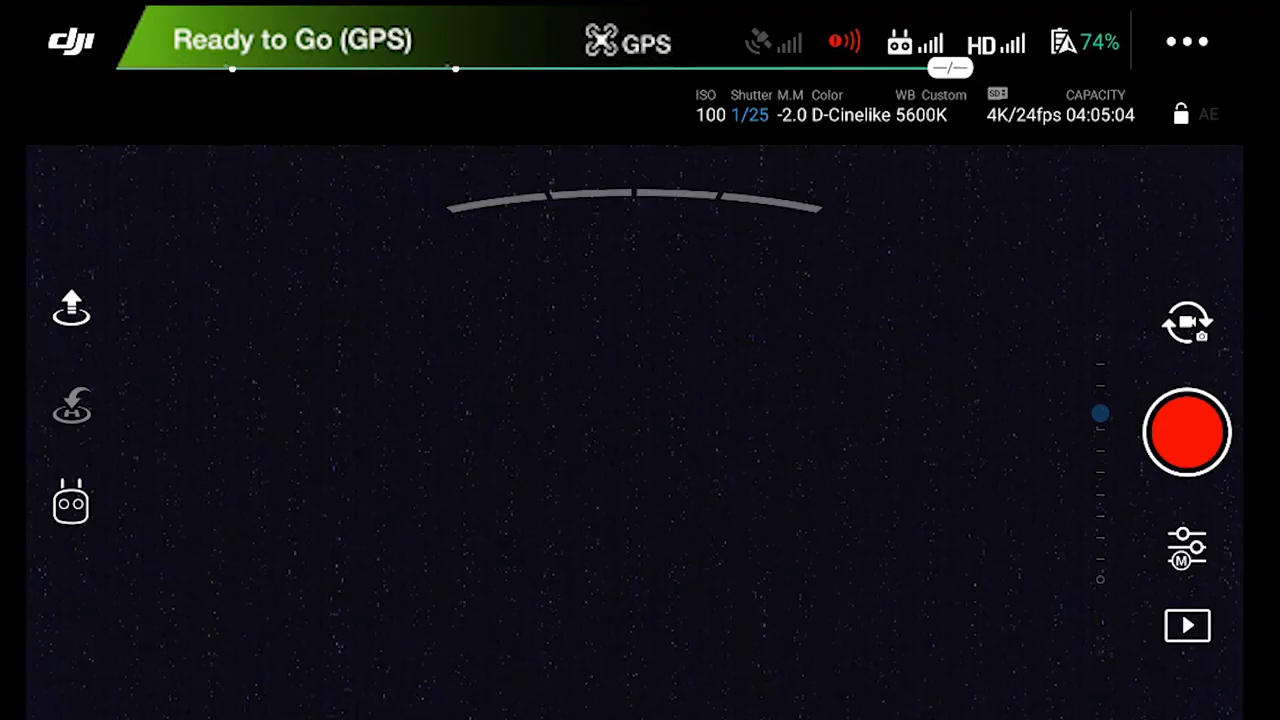 dji Ready to Go (GPS) GPS HD 74%
-/-
ISO Shutter M.M Color WB Custom SD CAPACITY
100 1/25 -2.0 D-Cinelike 5600K 4K/24fps 04:05:04 AE
H
M